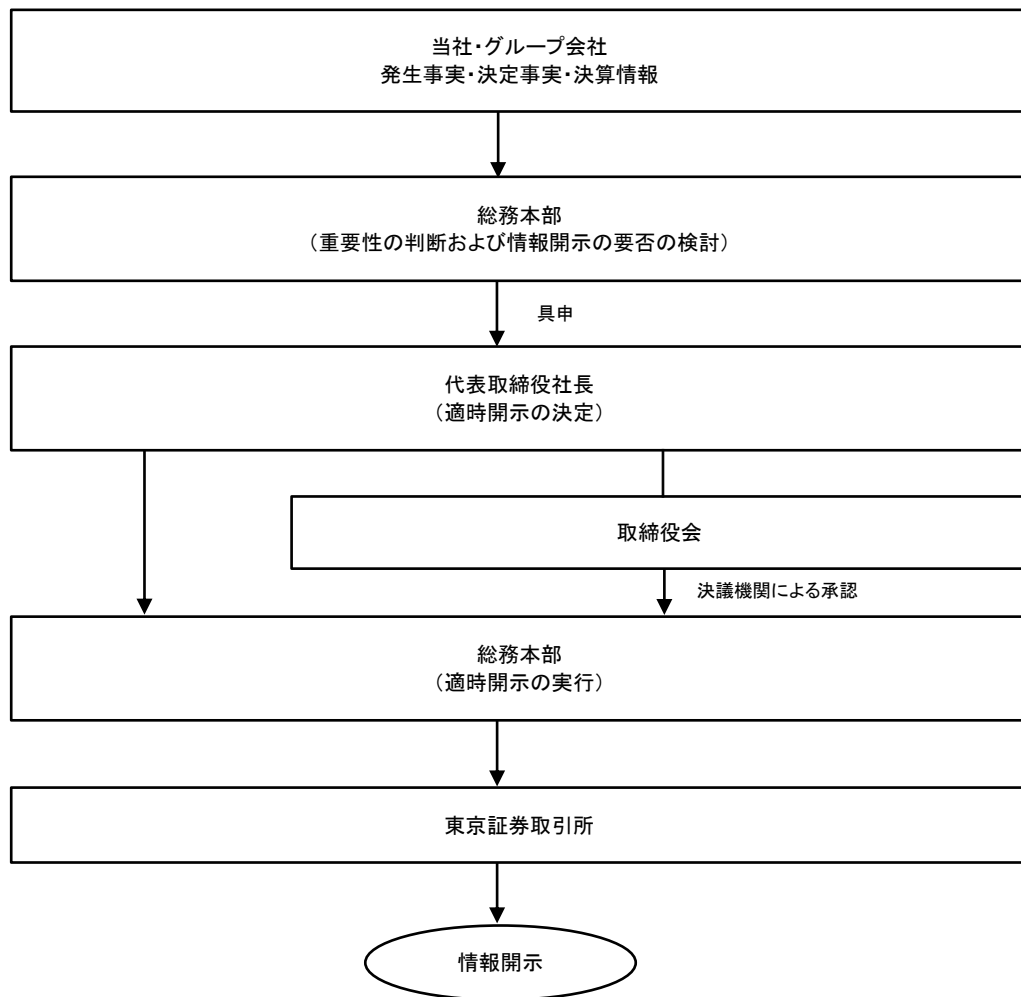 当社・グループ会社
発生事実・決定事実・決算情報
総務本部
（重要性の判断および情報開示の要否の検討）
具申
代表取締役社長
（適時開示の決定）
取締役会
決議機関による承認
総務本部
（適時開示の実行）
東京証券取引所
情報開示